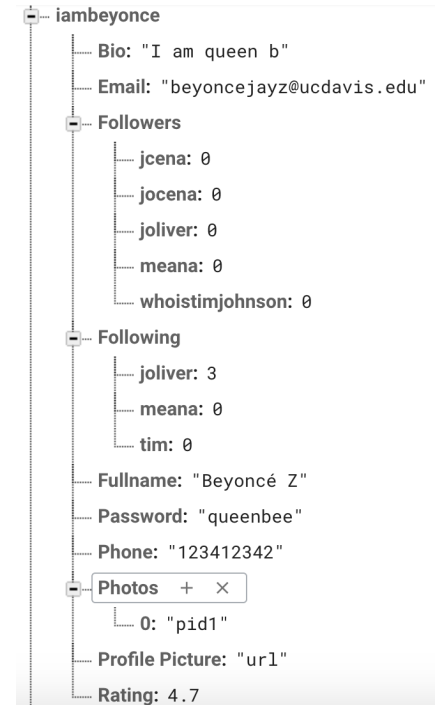 iambeyonce
Bio: "I am queen b"
Email: "beyoncejayz@ucdavis.edu"
Followers
jcena: 0
jocena: 0
joliver: 0
meana: 0
whoistimjohnson: 0
Following
joliver: 3
meana: 0
tim: 0
Fullname: "Beyoncé Z"
Password: "queenbee"
Phone: "123412342"
Photos + ×
0: "pid1"
Profile Picture: "url"
Rating: 4.7